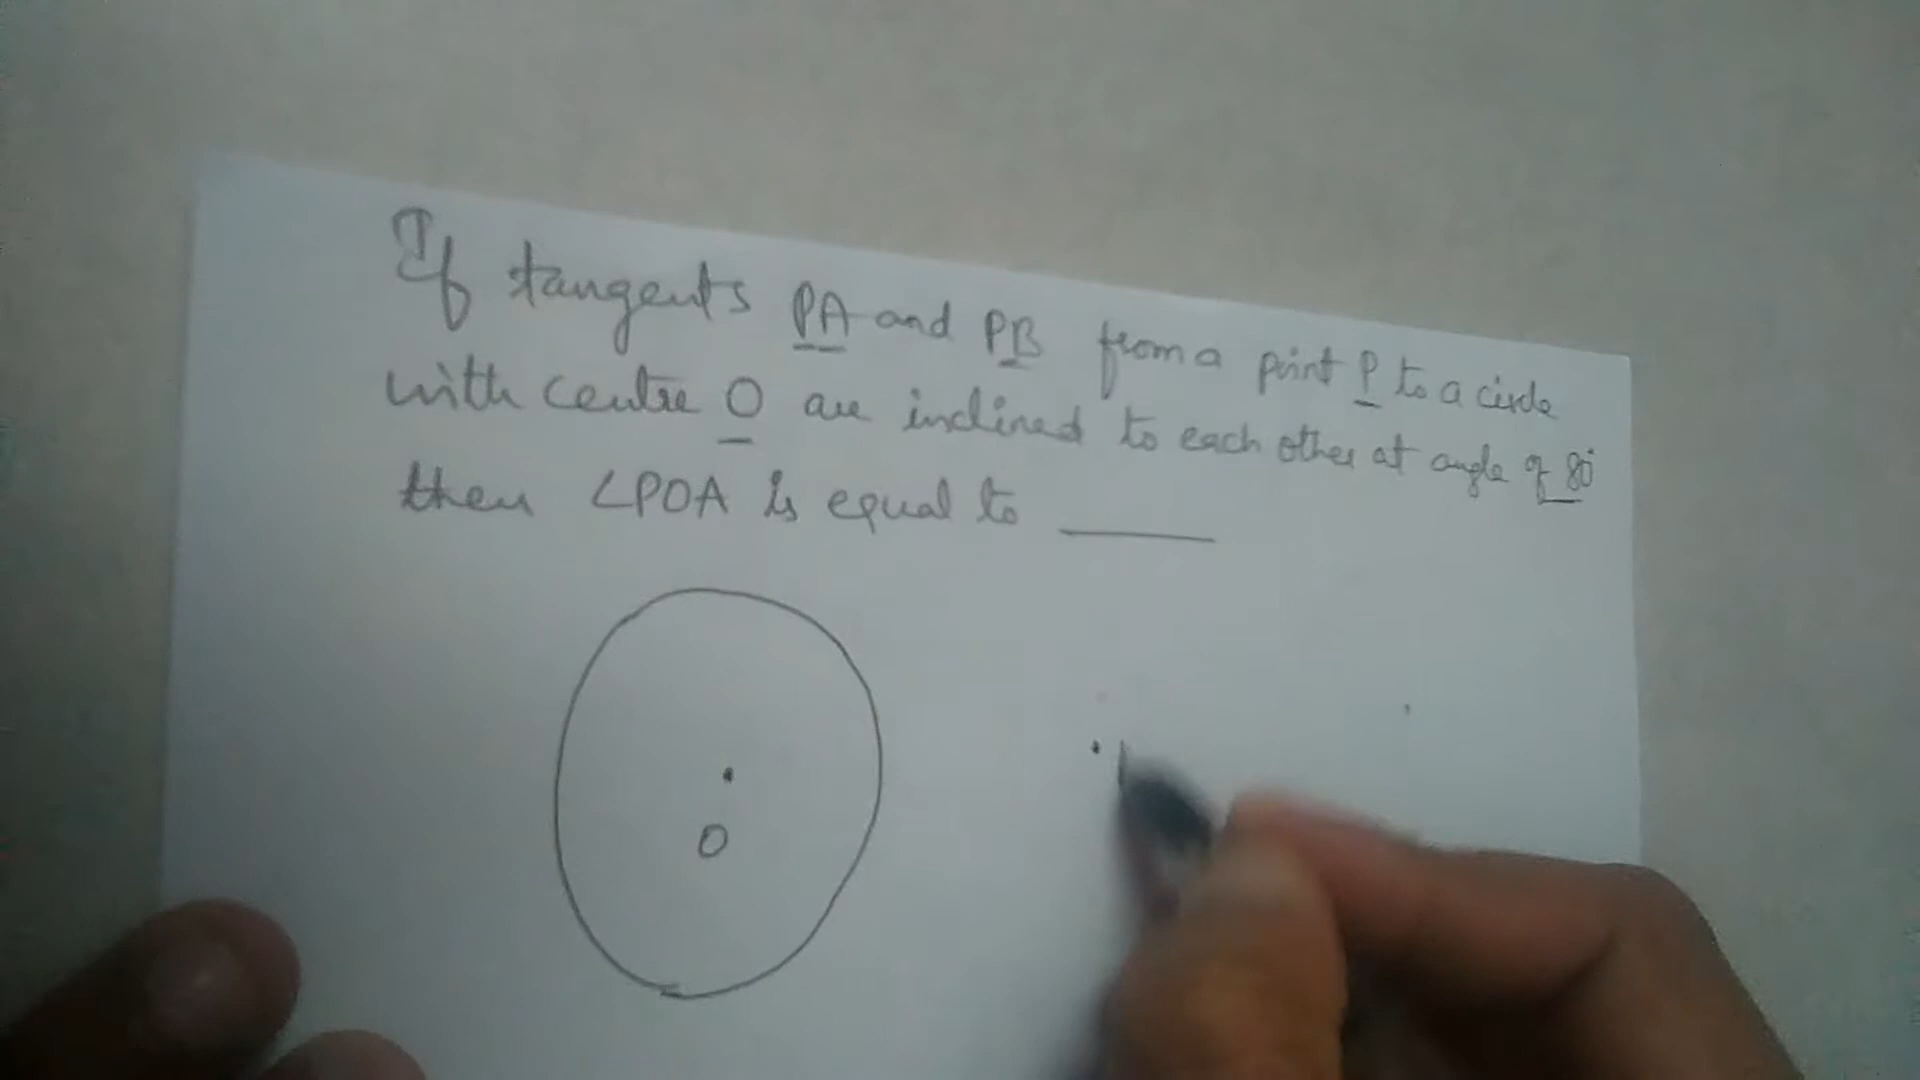 If tangents PA and PB from a point P to a circle
with centre O are inclined to each other at angle of 80°
then ∠POA is equal to ______
O